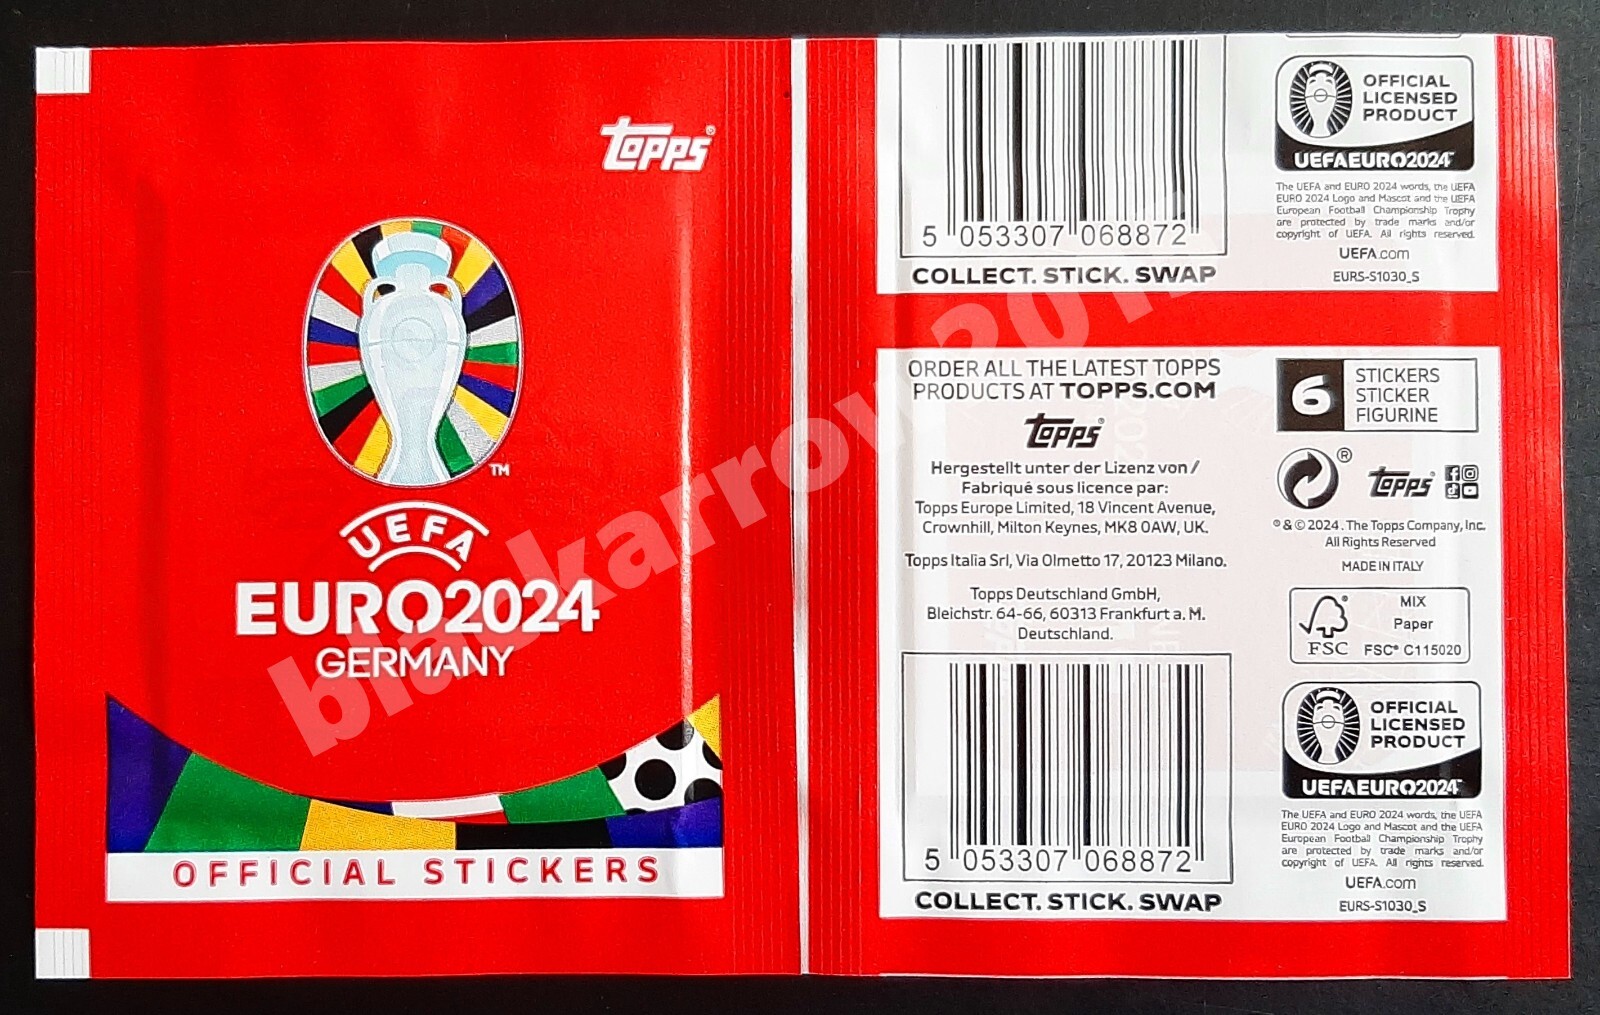 topps®
TM
UEFA
EURO2024
GERMANY
OFFICIAL STICKERS
5 053307 068872
COLLECT. STICK. SWAP
OFFICIAL
LICENSED
PRODUCT
UEFAEURO2024™
The UEFA and EURO 2024 words, the UEFA
EURO 2024 Logo and Mascot and the UEFA
European Football Championship Trophy
are protected by trade marks and/or
copyright of UEFA. All rights reserved.
UEFA.com
EURS-S1030_S
ORDER ALL THE LATEST TOPPS
PRODUCTS AT TOPPS.COM
topps®
Hergestellt unter der Lizenz von/
Fabriqué sous licence par:
Topps Europe Limited, 18 Vincent Avenue,
Crownhill, Milton Keynes, MK8 0AW, UK.
Topps Italia Srl, Via Olmetto 17, 20123 Milano.
Topps Deutschland GmbH,
Bleichstr. 64-66, 60313 Frankfurt a. M.
Deutschland.
5 053307 068872
COLLECT. STICK. SWAP
6
STICKERS
STICKER
FIGURINE
®
topps®
® & © 2024. The Topps Company, Inc.
All Rights Reserved
MADE IN ITALY
FSC®
MIX
Paper
FSC® C115020
OFFICIAL
LICENSED
PRODUCT
UEFAEURO2024™
The UEFA and EURO 2024 words, the UEFA
EURO 2024 Logo and Mascot and the UEFA
European Football Championship Trophy
are protected by trade marks and/or
copyright of UEFA. All rights reserved.
UEFA.com
EURS-S1030_S